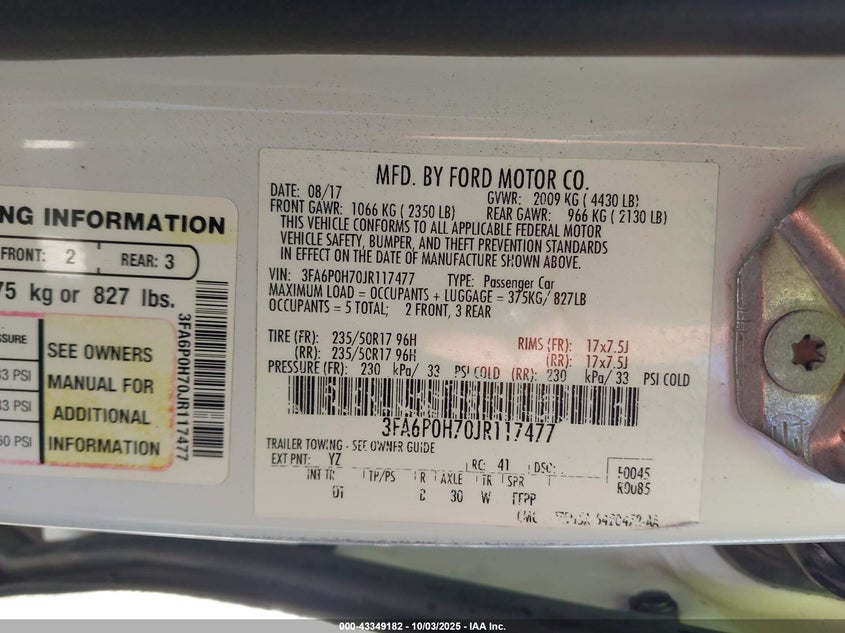 NG INFORMATION
FRONT: 2 REAR: 3
75 kg or 827 lbs.
SSURE
33 PSI
33 PSI
60 PSI
SEE OWNERS
MANUAL FOR
ADDITIONAL
INFORMATION
3FA6P0H70JR117477
MFD. BY FORD MOTOR CO.
DATE: 08/17 GVWR: 2009 KG ( 4430 LB)
FRONT GAWR: 1066 KG ( 2350 LB) REAR GAWR: 966 KG ( 2130 LB)
THIS VEHICLE CONFORMS TO ALL APPLICABLE FEDERAL MOTOR
VEHICLE SAFETY, BUMPER, AND THEFT PREVENTION STANDARDS
IN EFFECT ON THE DATE OF MANUFACTURE SHOWN ABOVE.
VIN: 3FA6P0H70JR117477 TYPE: Passenger Car
MAXIMUM LOAD = OCCUPANTS + LUGGAGE = 375KG/ 827LB
OCCUPANTS = 5 TOTAL; 2 FRONT, 3 REAR
TIRE (FR): 235/50R17 96H RIMS (FR): 17x7.5J
(RR): 235/50R17 96H (RR): 17x7.5J
PRESSURE (FR): 230 kPa/ 33 PSI COLD (RR): 230 kPa/ 33 PSI COLD
3FA6P0H70JR117477
TRAILER TOWING - SEE OWNER GUIDE
EXT PNT: YZ RC: 41 DSO:
INT TR TP/PS R AXLE TR SPR
30 W
000-43349182 - 10/03/2025 - IAA Inc.